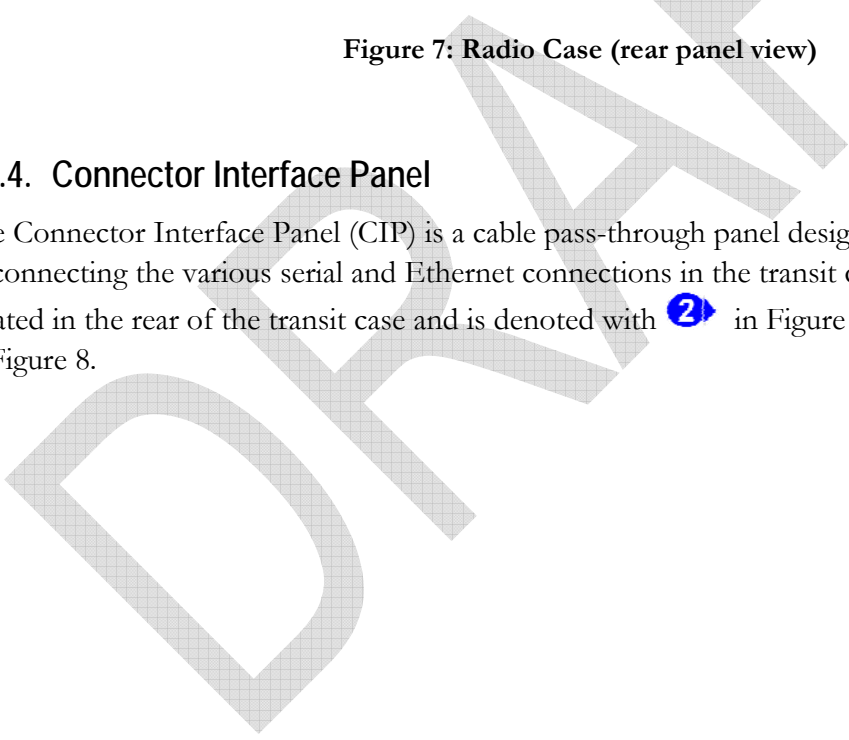 Figure 7: Radio Case (rear panel view)
.4. Connector Interface Panel
e Connector Interface Panel (CIP) is a cable pass-through panel desig
connecting the various serial and Ethernet connections in the transit
ated in the rear of the transit case and is denoted with 2 in Figure
Figure 8.
DRA